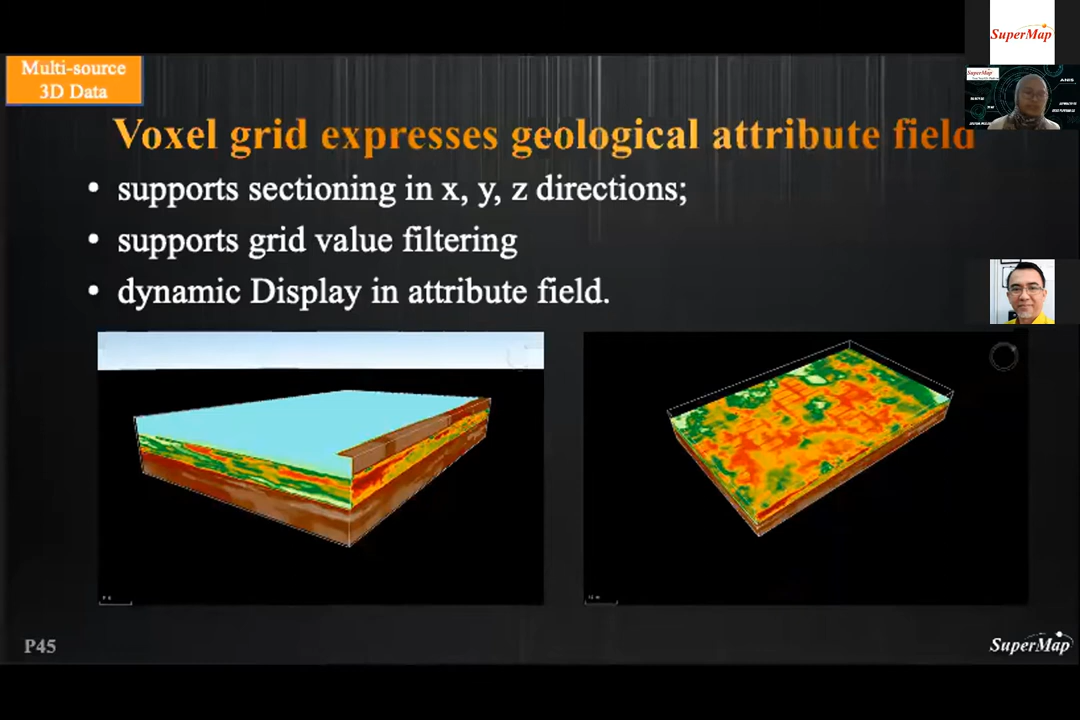 SuperMap
Multi-source
3D Data
SuperMap
Voxel grid expresses geological attribute field
• supports sectioning in x, y, z directions;
• supports grid value filtering
• dynamic Display in attribute field.
P45
SuperMap